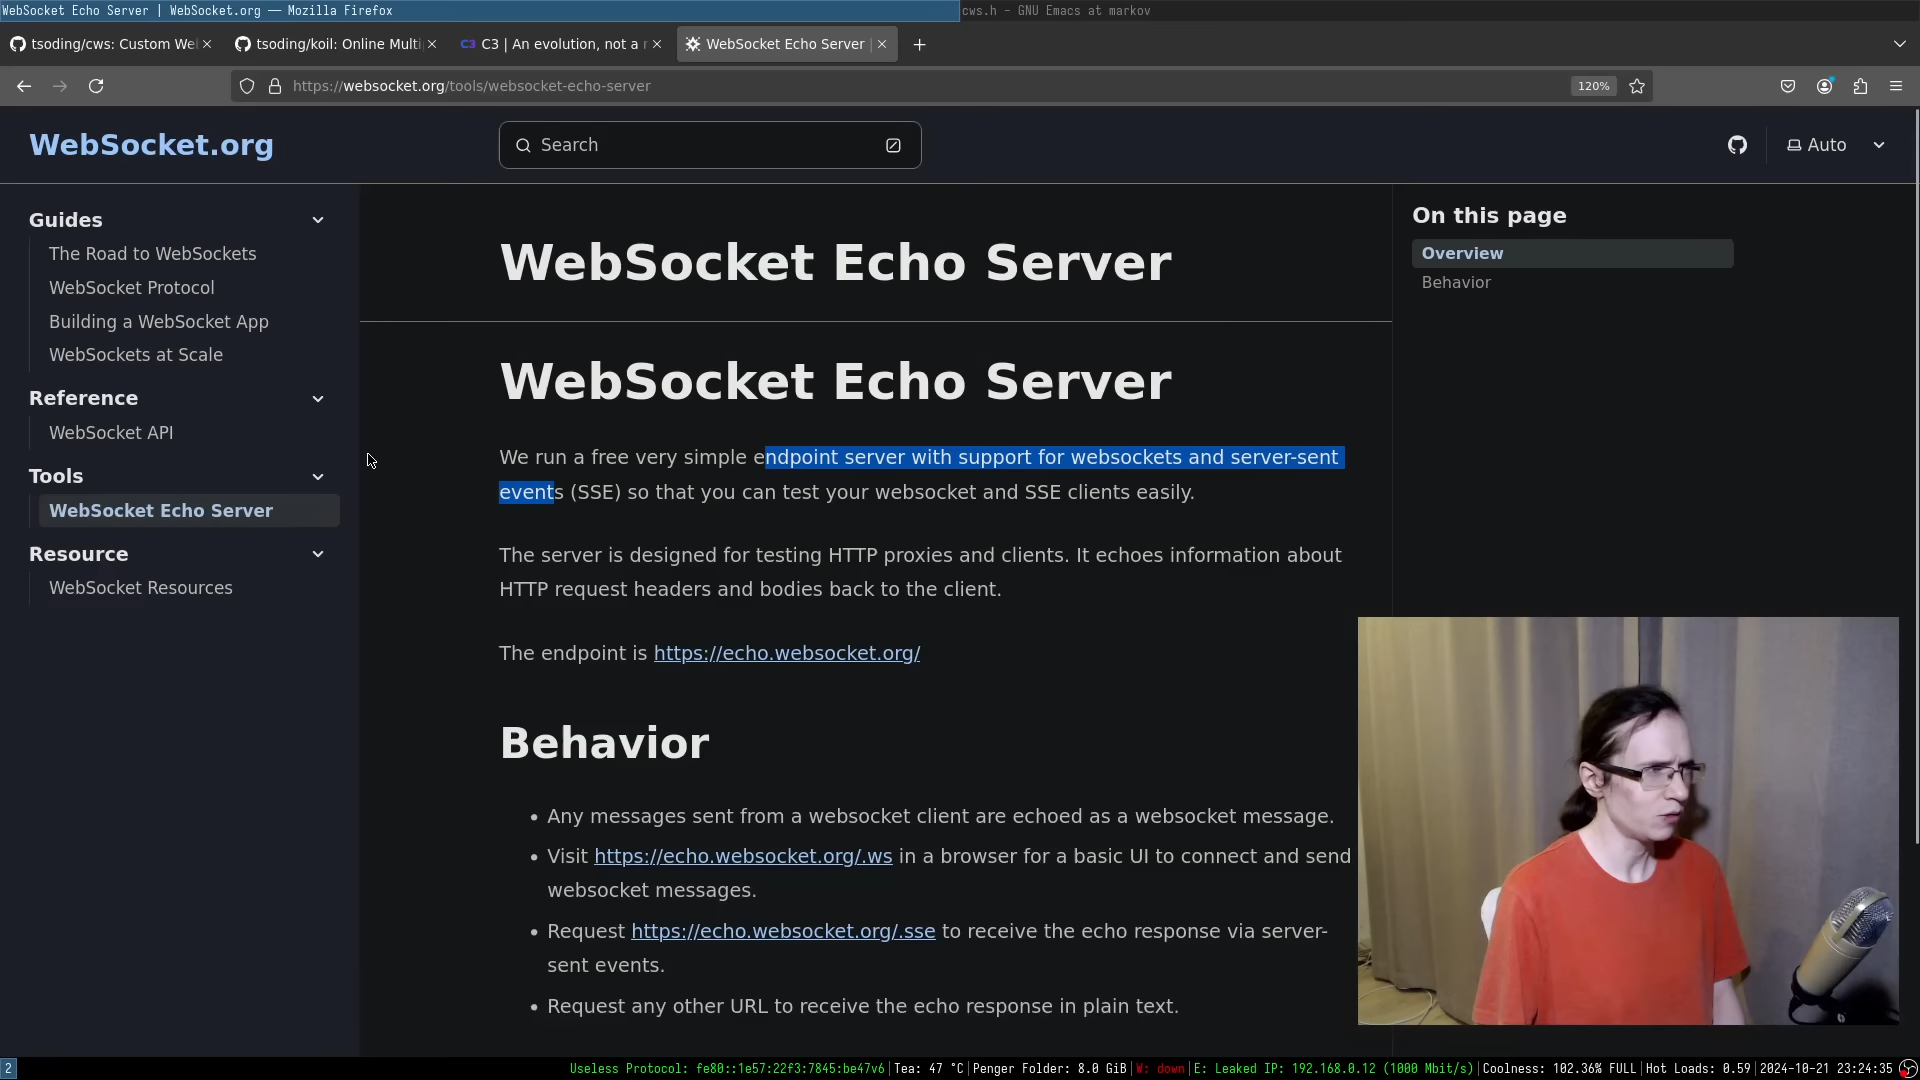 WebSocket Echo Server | WebSocket.org — Mozilla Firefox
cws.h - GNU Emacs at markov
tsoding/cws: Custom We
tsoding/koil: Online Multi
C3 C3 | An evolution, not a r
WebSocket Echo Server |
https://websocket.org/tools/websocket-echo-server
120%
WebSocket.org
Search
Auto
Guides
The Road to WebSockets
WebSocket Protocol
Building a WebSocket App
WebSockets at Scale
Reference
WebSocket API
Tools
WebSocket Echo Server
Resource
WebSocket Resources
WebSocket Echo Server
WebSocket Echo Server
We run a free very simple endpoint server with support for websockets and server-sent
events (SSE) so that you can test your websocket and SSE clients easily.
The server is designed for testing HTTP proxies and clients. It echoes information about
HTTP request headers and bodies back to the client.
The endpoint is https://echo.websocket.org/
Behavior
• Any messages sent from a websocket client are echoed as a websocket message.
• Visit https://echo.websocket.org/.ws in a browser for a basic UI to connect and send
websocket messages.
• Request https://echo.websocket.org/.sse to receive the echo response via server-
sent events.
• Request any other URL to receive the echo response in plain text.
On this page
Overview
Behavior
2
Useless Protocol: fe80::1e57:22f3:7845:be47v6|Tea: 47 °C|Penger Folder: 8.0 GiB|W: down|E: Leaked IP: 192.168.0.12 (1000 Mbit/s)|Coolness: 102.36% FULL|Hot Loads: 0.59|2024-10-21 23:24:35